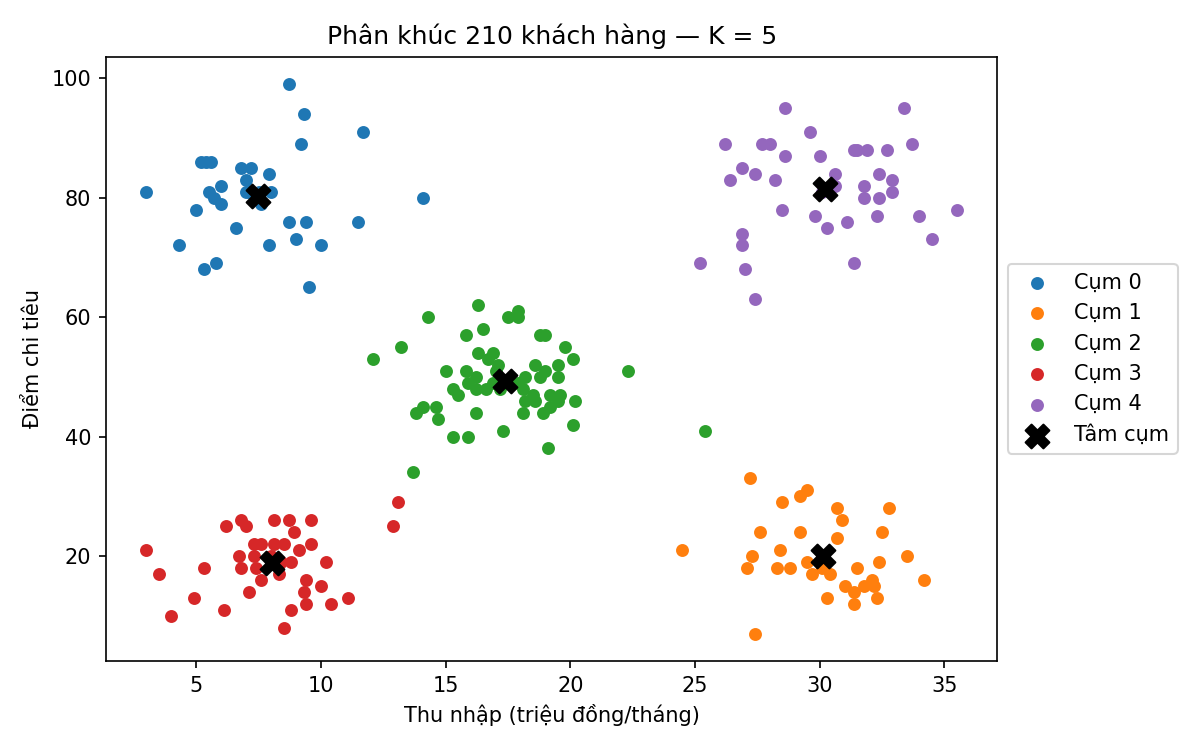 Phân khúc 210 khách hàng — K = 5
Điểm chi tiêu
100
80
60
40
20
5
10
15
20
25
30
35
Thu nhập (triệu đồng/tháng)
Cụm 0
Cụm 1
Cụm 2
Cụm 3
Cụm 4
Tâm cụm